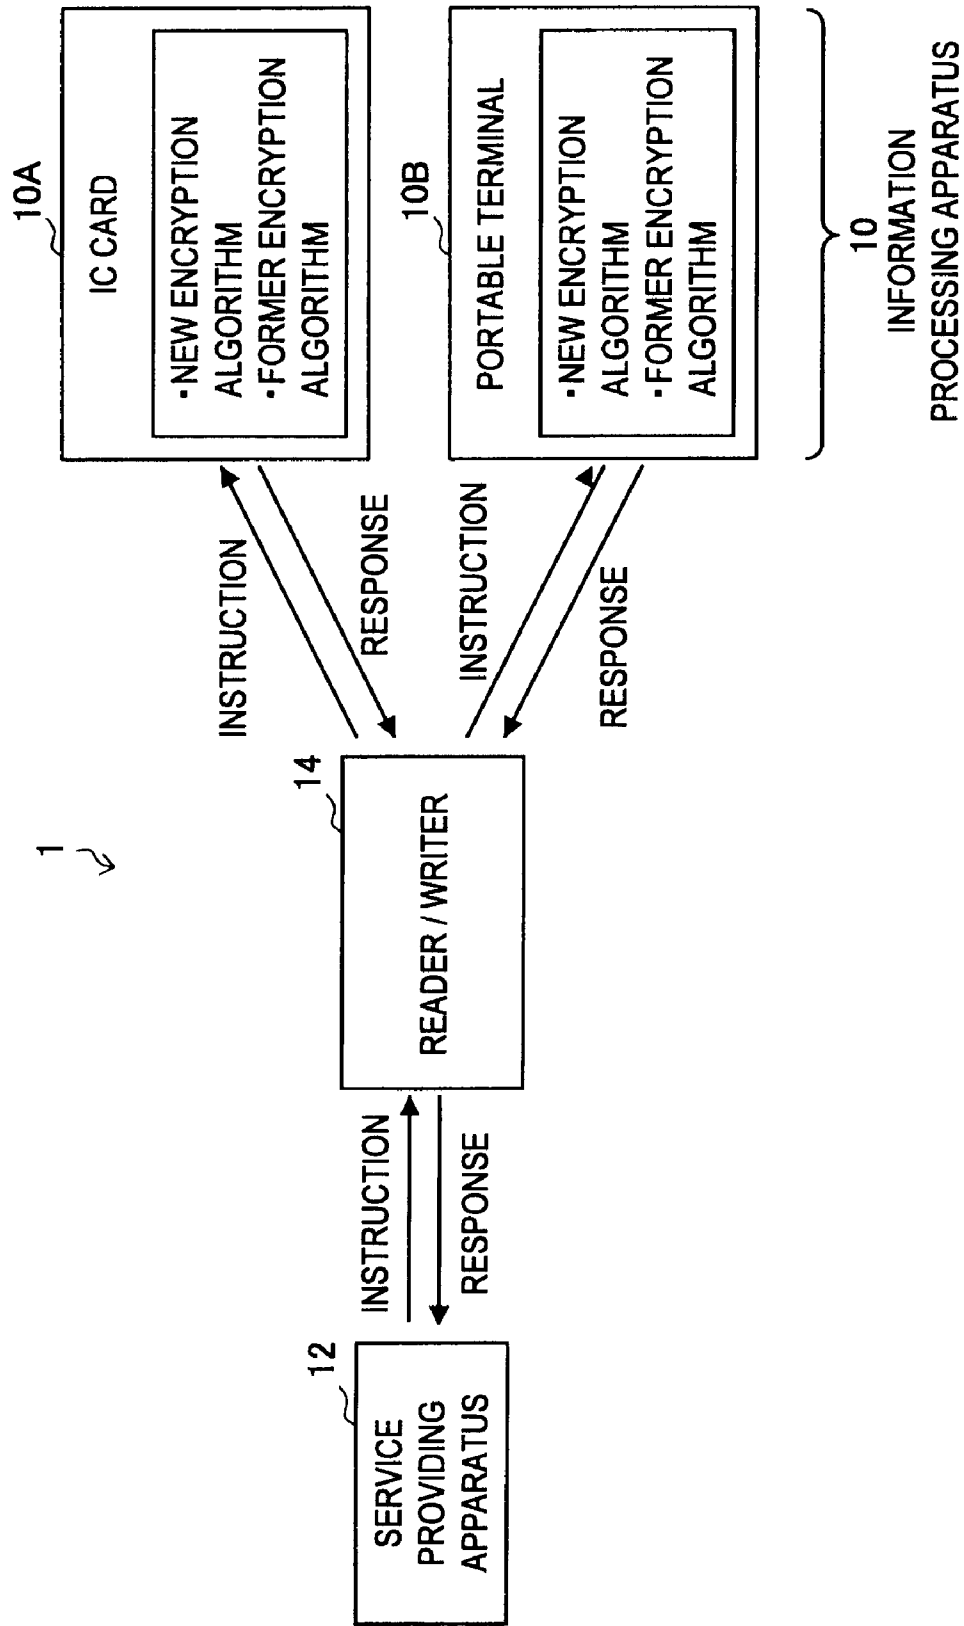 1
12
SERVICE
PROVIDING
APPARATUS
INSTRUCTION
RESPONSE
14
READER / WRITER
INSTRUCTION
RESPONSE
INSTRUCTION
RESPONSE
10A
IC CARD
・NEW ENCRYPTION
ALGORITHM
・FORMER ENCRYPTION
ALGORITHM
10B
PORTABLE TERMINAL
・NEW ENCRYPTION
ALGORITHM
・FORMER ENCRYPTION
ALGORITHM
10
INFORMATION
PROCESSING APPARATUS